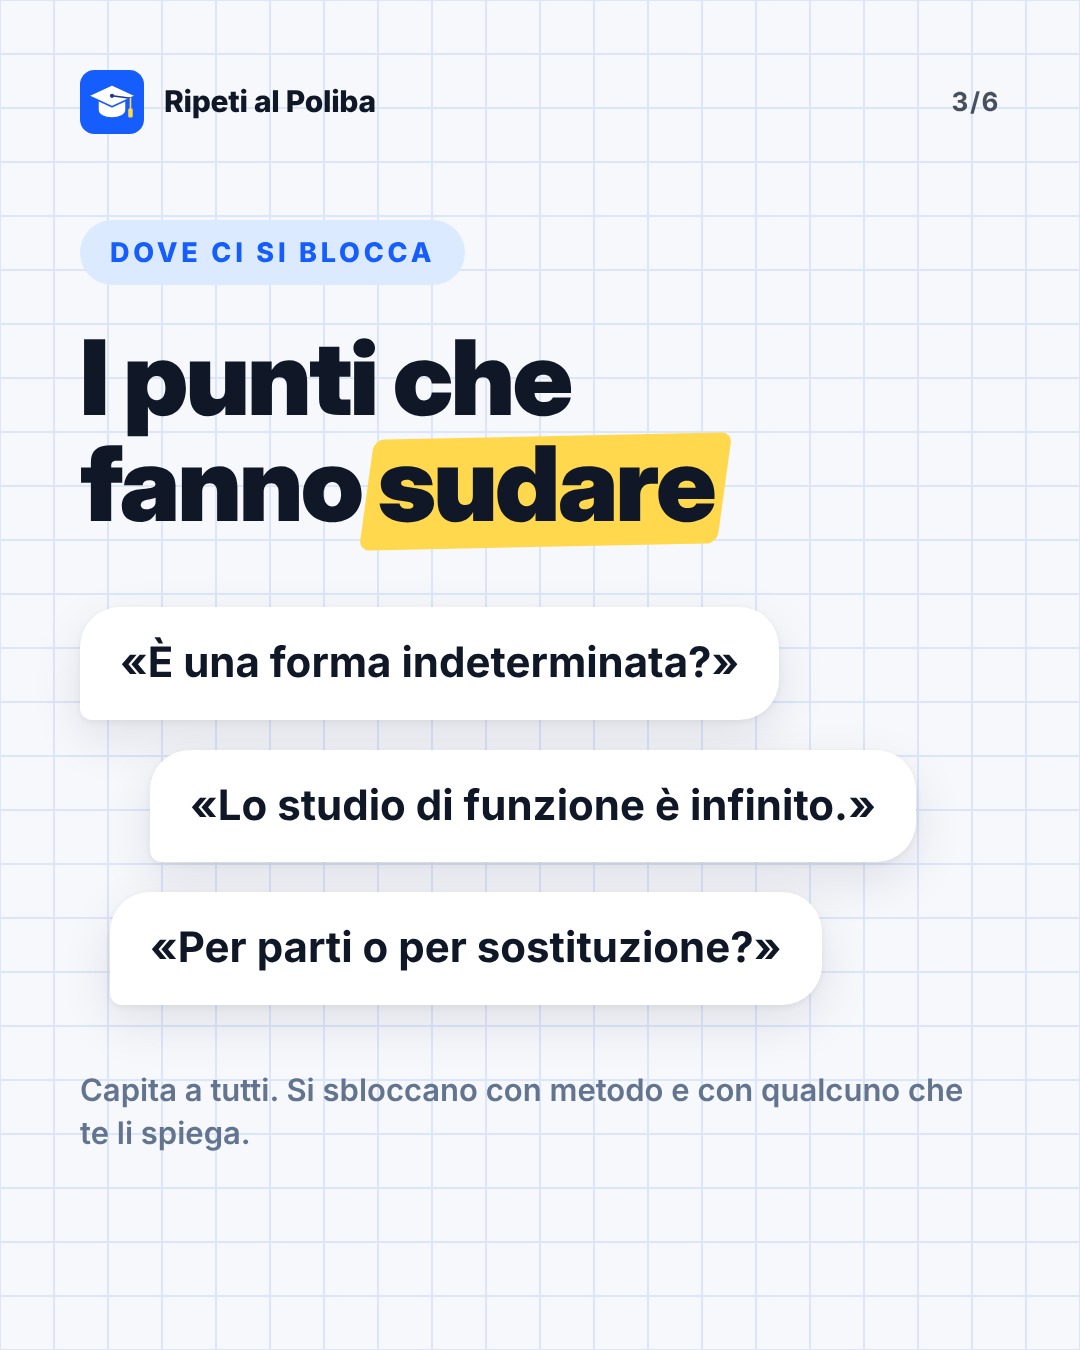 Ripeti al Poliba
3/6
DOVE CI SI BLOCCA
I punti che
fanno sudare
«È una forma indeterminata?»
«Lo studio di funzione è infinito.»
«Per parti o per sostituzione?»
Capita a tutti. Si sbloccano con metodo e con qualcuno che
te li spiega.